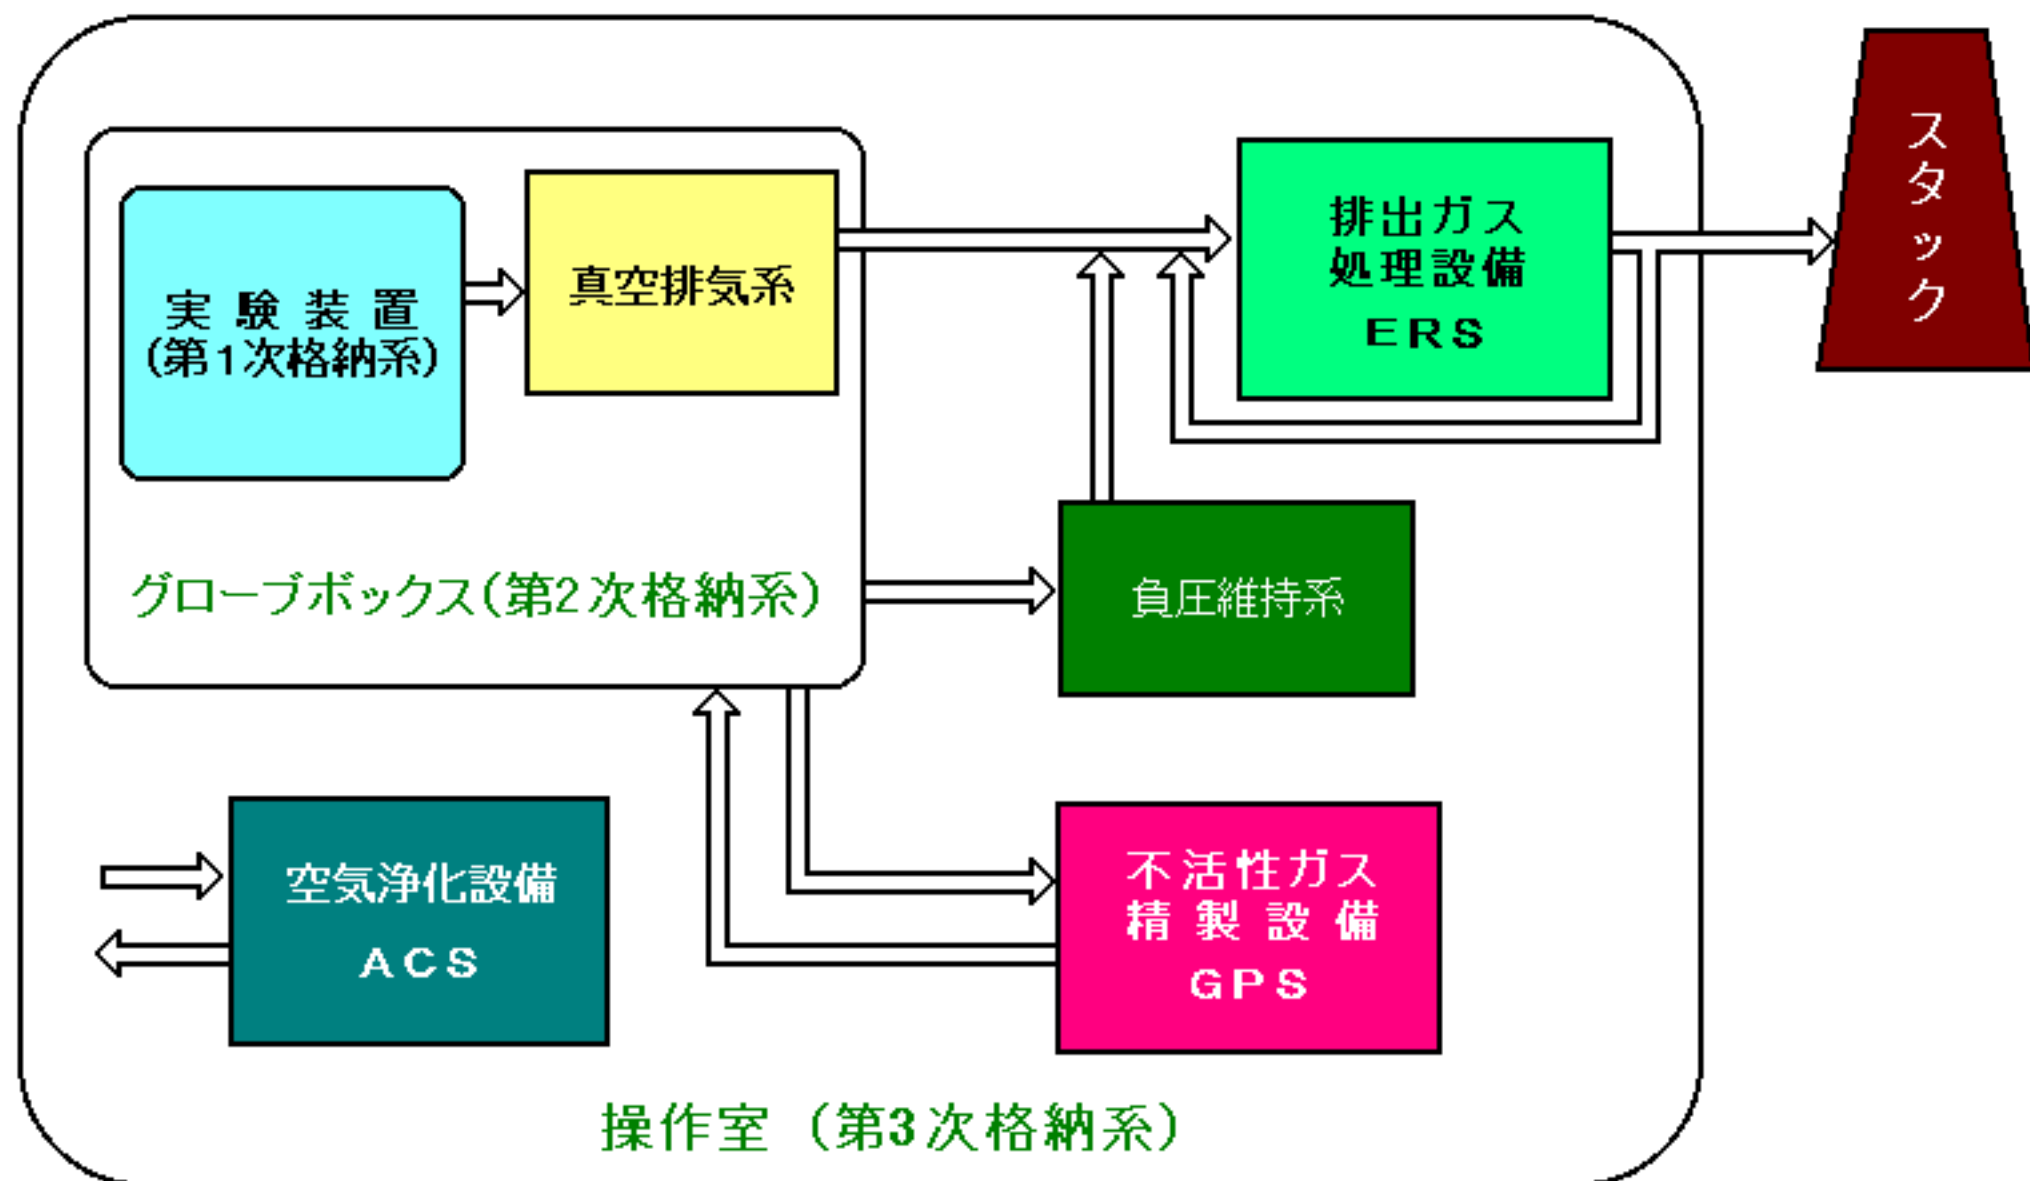 実験装置
(第1次格納系)
真空排気系
排出ガス
処理設備
ERS
スタック
グローブボックス(第2次格納系)
負圧維持系
空気浄化設備
ACS
不活性ガス
精製設備
GPS
操作室 (第3次格納系)